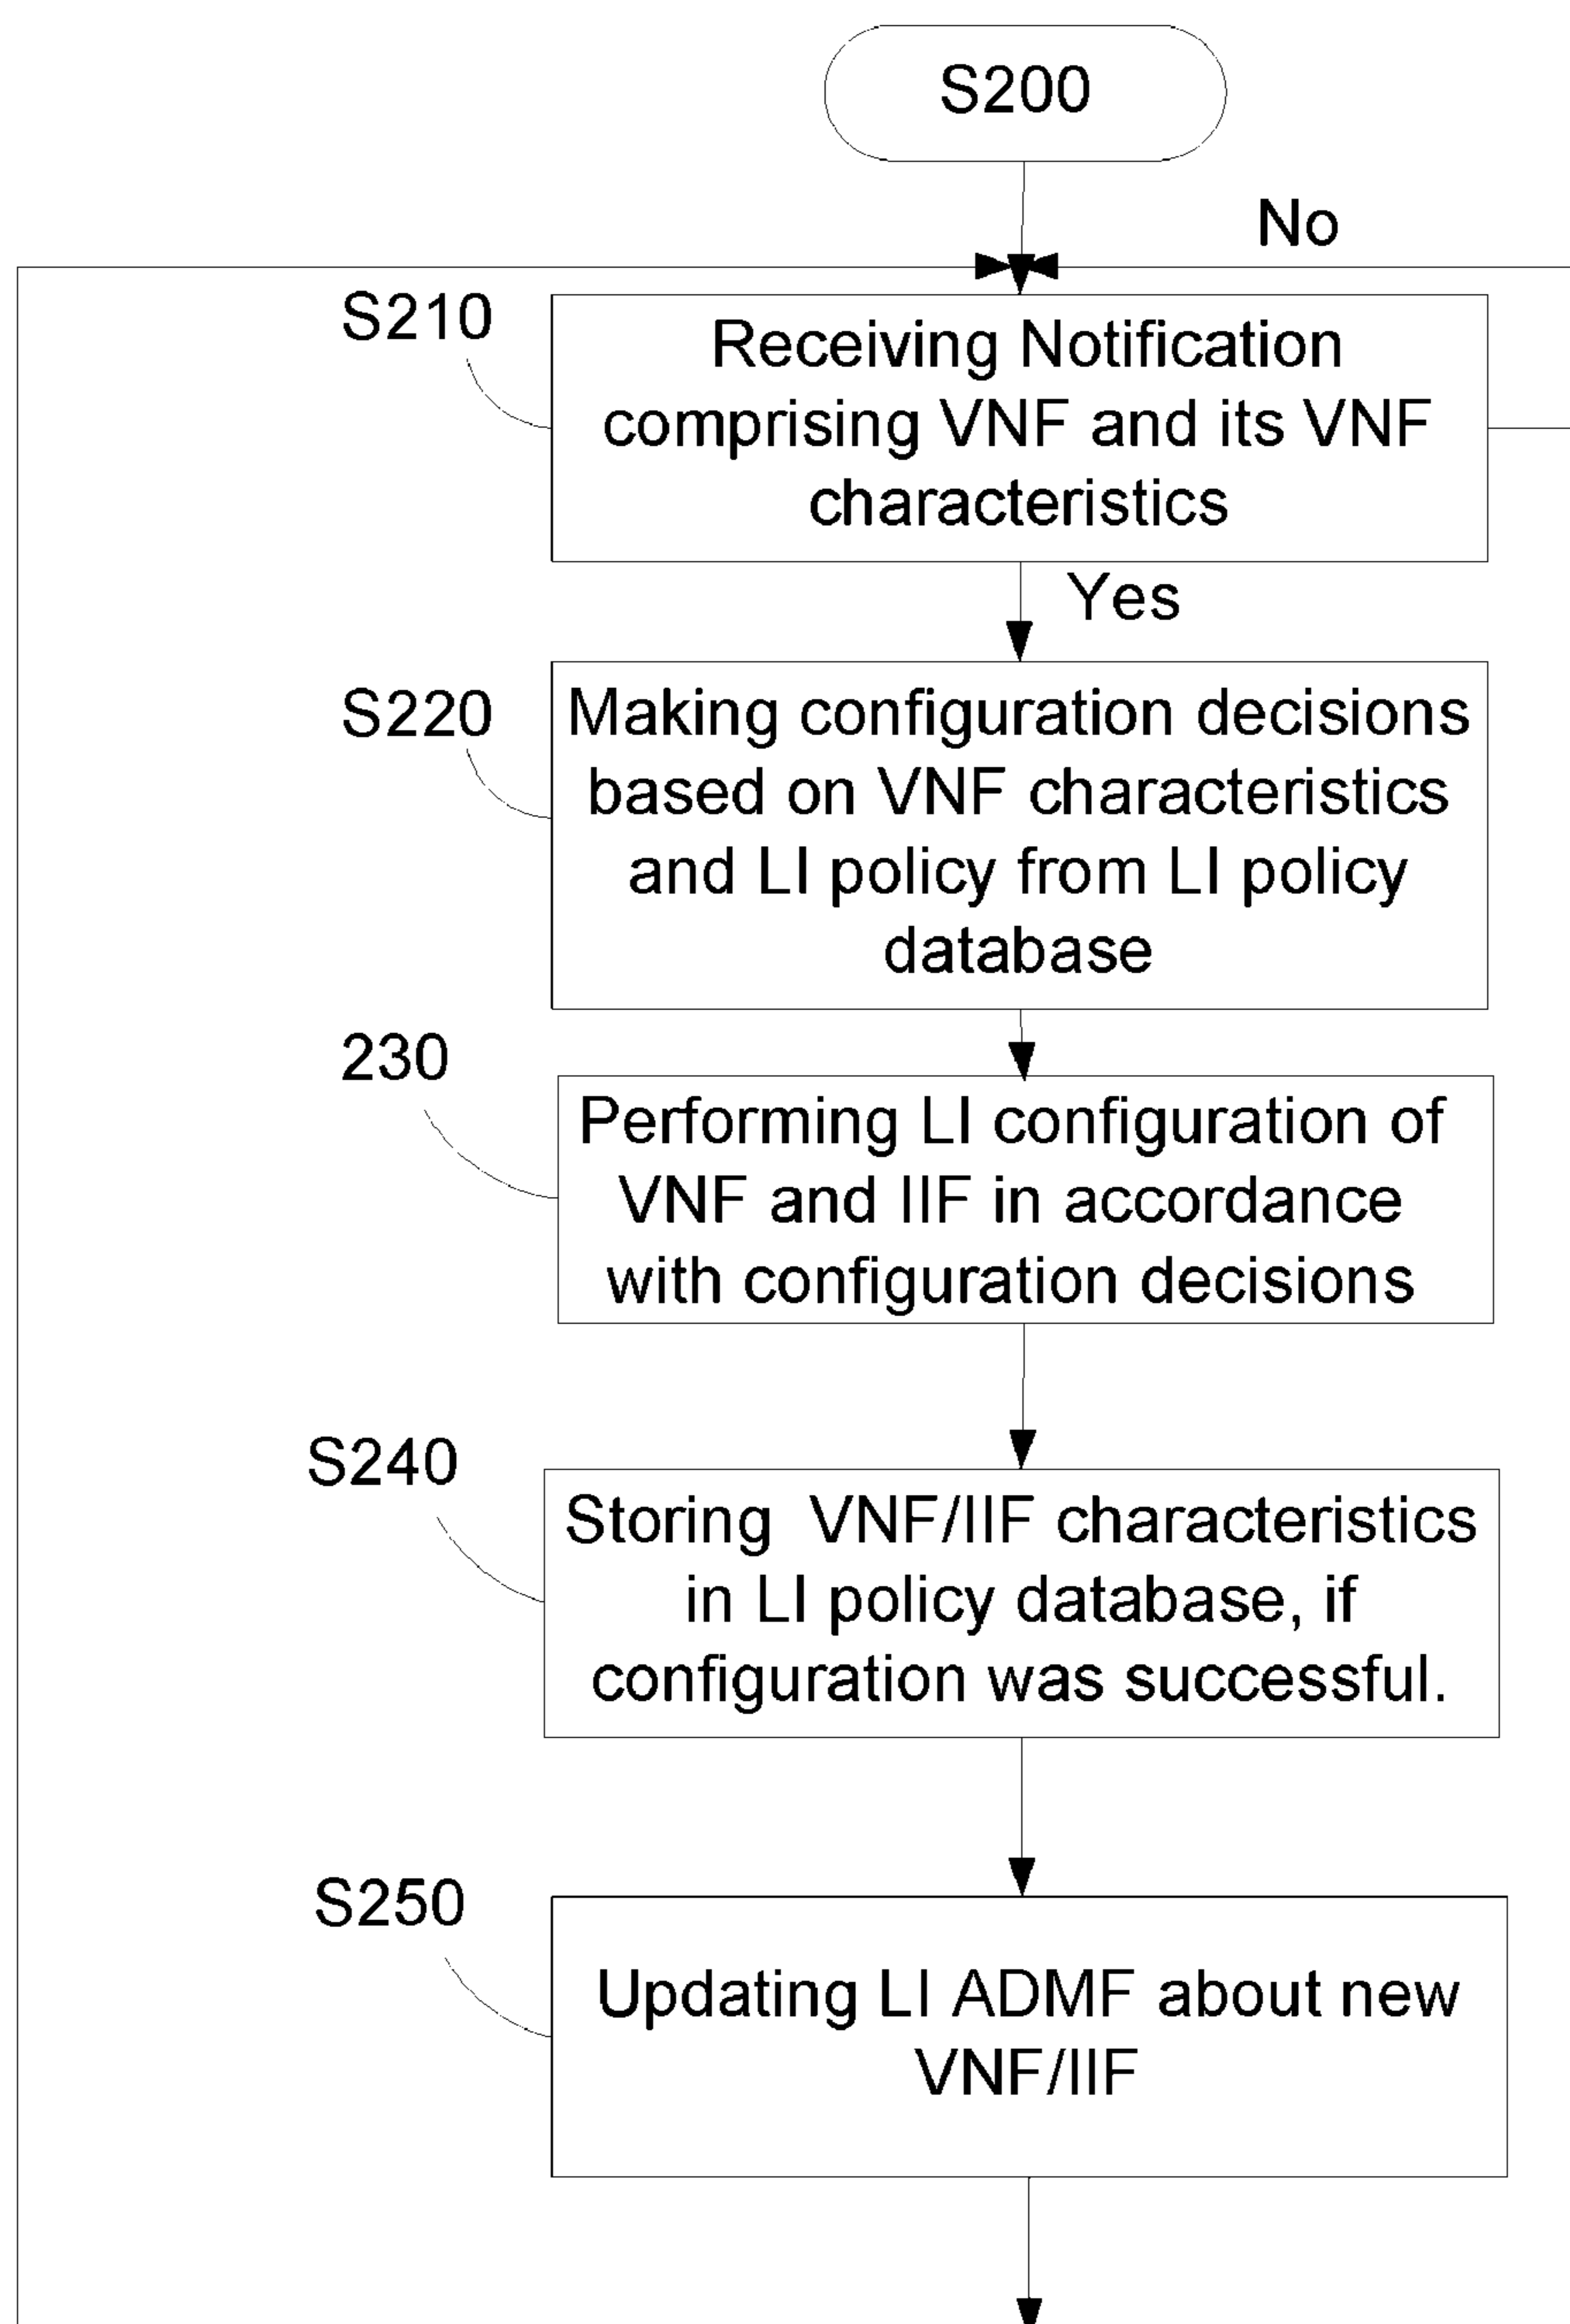 S200
No
S210
Receiving Notification
comprising VNF and its VNF
characteristics
Yes
S220
Making configuration decisions
based on VNF characteristics
and LI policy from LI policy
database
230
Performing LI configuration of
VNF and IIF in accordance
with configuration decisions
S240
Storing VNF/IIF characteristics
in LI policy database, if
configuration was successful.
S250
Updating LI ADMF about new
VNF/IIF